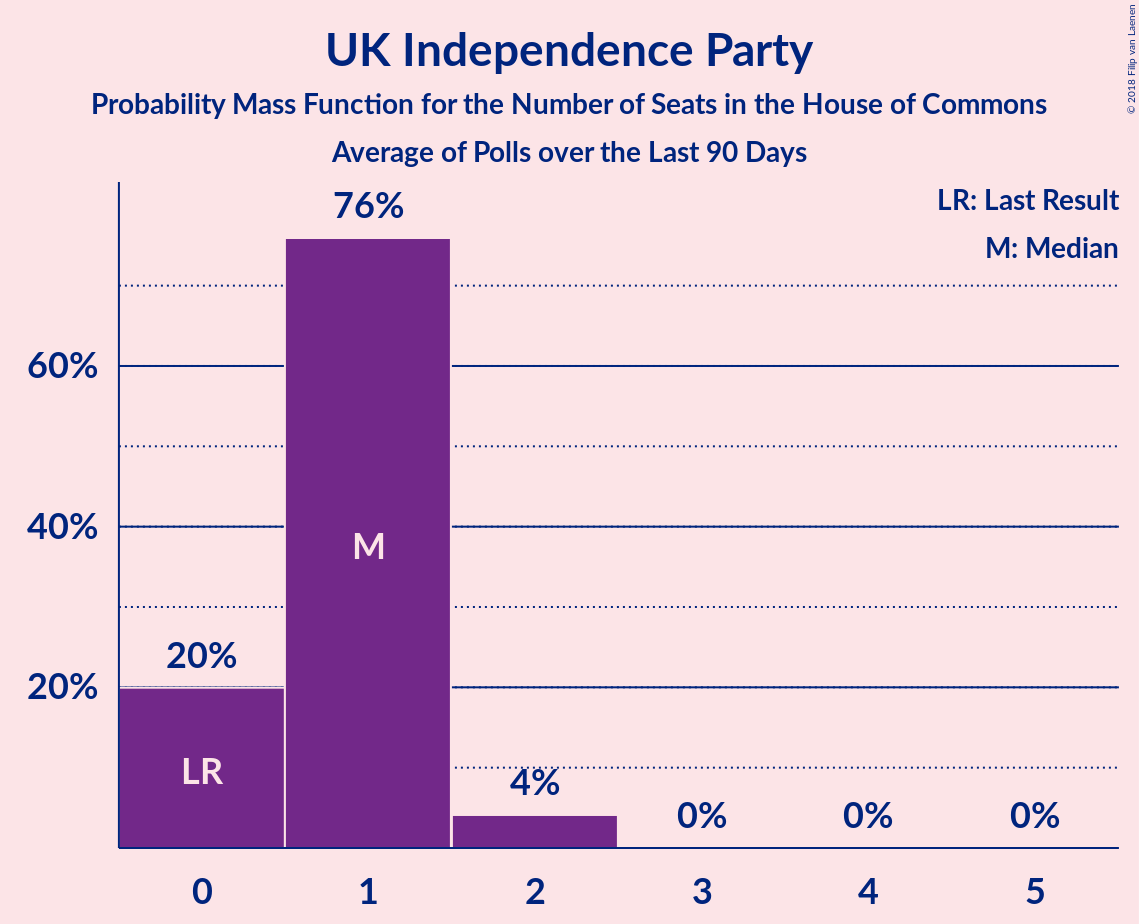 UK Independence Party
Probability Mass Function for the Number of Seats in the House of Commons
Average of Polls over the Last 90 Days
© 2018 Filip van Laenen
LR: Last Result
M: Median
76%
60%
40%
M
20%
20%
LR
4%
0%
0%
0%
0
1
2
3
4
5